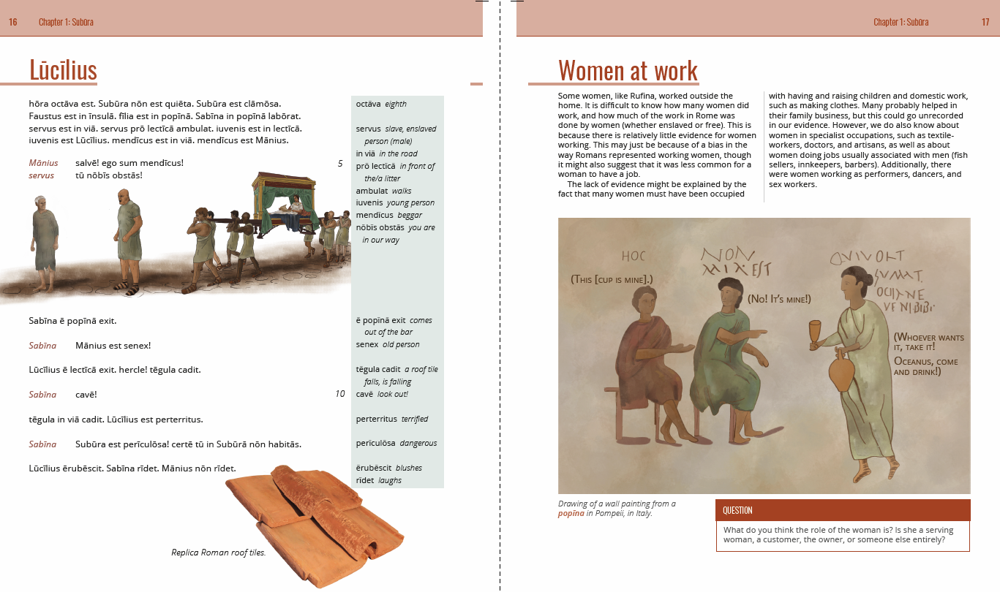 16 Chapter 1: Subūra
Lūcīlius
hōra octāva est. Subūra nōn est quiēta. Subūra est clāmōsa.
Faustus est in īnsulā. fīlia est in popīnā. Sabīna in popīnā labōrat.
servus est in viā. servus prō lectīcā ambulat. iuvenis est in lectīcā.
iuvenis est Lūcīlius. mendīcus est in viā. mendīcus est Mānius.
Mānius salvē! ego sum mendīcus! 5
servus tū nōbīs obstās!
Sabīna ē popīnā exit.
Sabīna Mānius est senex!
Lūcīlius ē lectīcā exit. hercle! tēgula cadit.
Sabīna cavē! 10
tēgula in viā cadit. Lūcīlius est perterritus.
Sabīna Subūra est perīculōsa! certē tū in Subūrā nōn habitās.
Lūcīlius ērubēscit. Sabīna rīdet. Mānius nōn rīdet.
Replica Roman roof tiles.
octāva eighth
servus slave, enslaved
person (male)
in viā in the road
prō lectīcā in front of
the/a litter
ambulat walks
iuvenis young person
mendīcus beggar
nōbīs obstās you are
in our way
ē popīnā exit comes
out of the bar
senex old person
tēgula cadit a roof tile
falls, is falling
cavē look out!
perterritus terrified
perīculōsa dangerous
ērubēscit blushes
rīdet laughs
Chapter 1: Subūra 17
Women at work
Some women, like Rufina, worked outside the
home. It is difficult to know how many women did
work, and how much of the work in Rome was
done by women (whether enslaved or free). This is
because there is relatively little evidence for women
working. This may just be because of a bias in the
way Romans represented working women, though
it might also suggest that it was less common for a
woman to have a job.
The lack of evidence might be explained by the
fact that many women must have been occupied
with having and raising children and domestic work,
such as making clothes. Many probably helped in
their family business, but this could go unrecorded
in our evidence. However, we do also know about
women in specialist occupations, such as textile-
workers, doctors, and artisans, as well as about
women doing jobs usually associated with men (fish
sellers, innkeepers, barbers). Additionally, there
were women working as performers, dancers, and
sex workers.
HOC
(This [cup is mine].)
NON
MIA EST
(No! It's mine!)
QVI VOLT
SVMAT
OCIANE
VENI BIBE
(Whoever wants
it, take it!
Oceanus, come
and drink!)
Drawing of a wall painting from a
popīna in Pompeii, in Italy.
QUESTION
What do you think the role of the woman is? Is she a serving
woman, a customer, the owner, or someone else entirely?